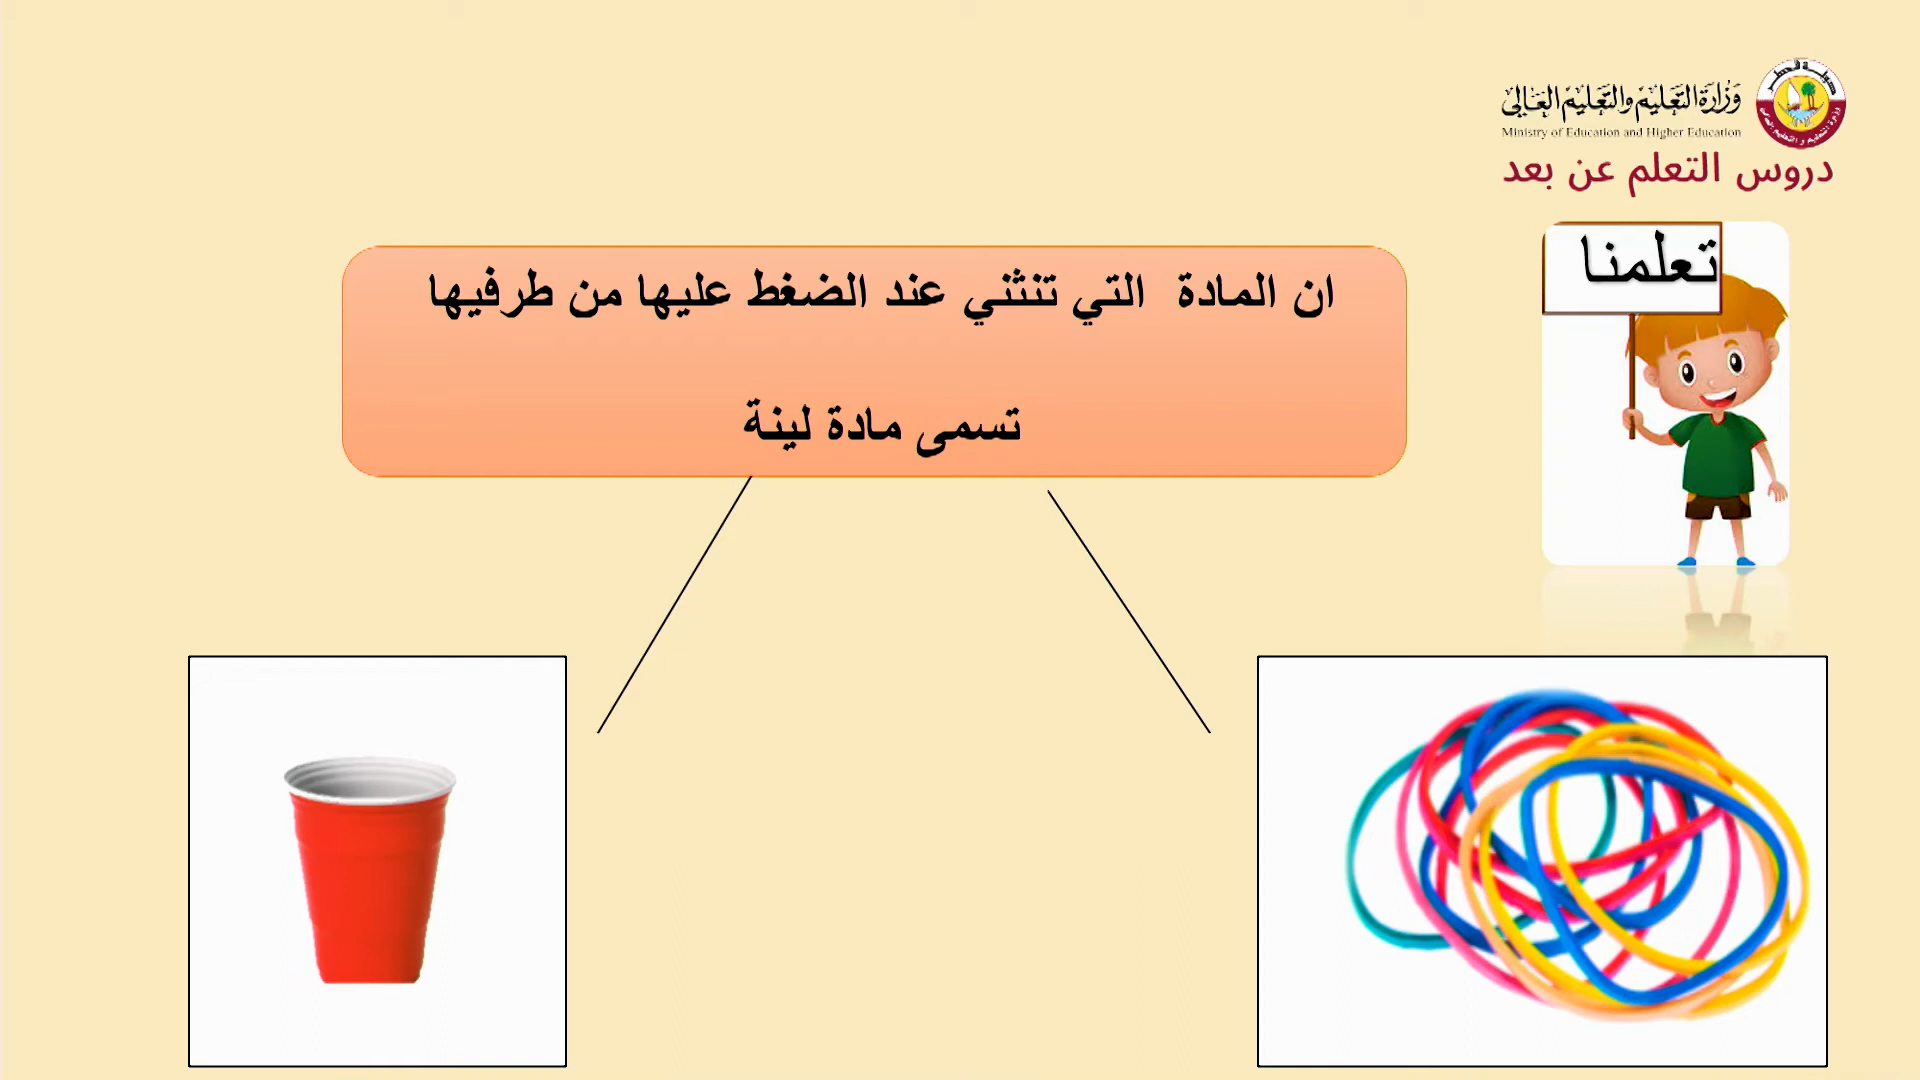 وزارة التعليم والتعليم العالي
Ministry of Education and Higher Education
دروس التعلم عن بعد
تعلمنا
ان المادة التي تنثني عند الضغط عليها من طرفيها
تسمى مادة لينة